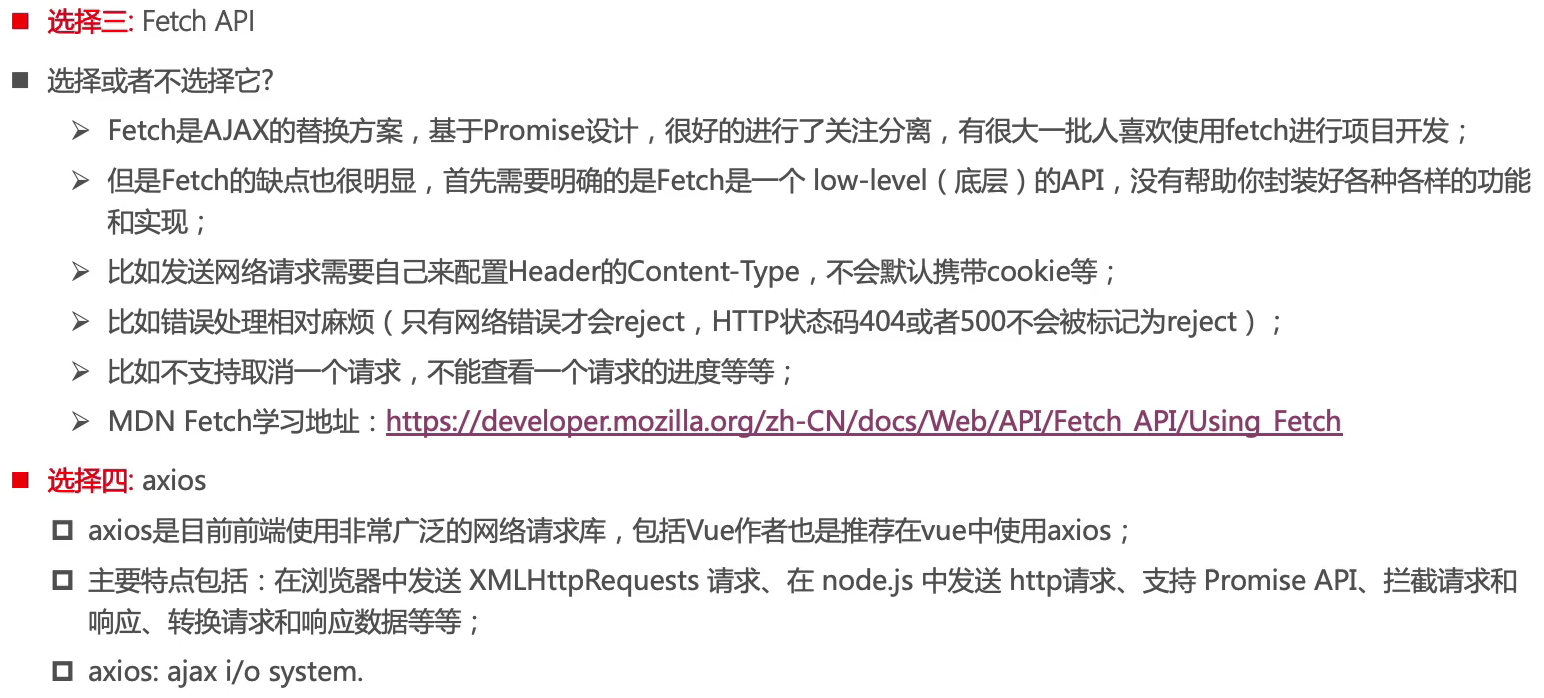 选择三: Fetch API
选择或者不选择它?
Fetch是AJAX的替换方案，基于Promise设计，很好的进行了关注分离，有很大一批人喜欢使用fetch进行项目开发；
但是Fetch的缺点也很明显，首先需要明确的是Fetch是一个 low-level（底层）的API，没有帮助你封装好各种各样的功能
和实现；
比如发送网络请求需要自己来配置Header的Content-Type，不会默认携带cookie等；
比如错误处理相对麻烦（只有网络错误才会reject，HTTP状态码404或者500不会被标记为reject）；
比如不支持取消一个请求，不能查看一个请求的进度等等；
MDN Fetch学习地址：https://developer.mozilla.org/zh-CN/docs/Web/API/Fetch_API/Using_Fetch
选择四: axios
axios是目前前端使用非常广泛的网络请求库，包括Vue作者也是推荐在vue中使用axios；
主要特点包括：在浏览器中发送 XMLHttpRequests 请求、在 node.js 中发送 http请求、支持 Promise API、拦截请求和
响应、转换请求和响应数据等等；
axios: ajax i/o system.